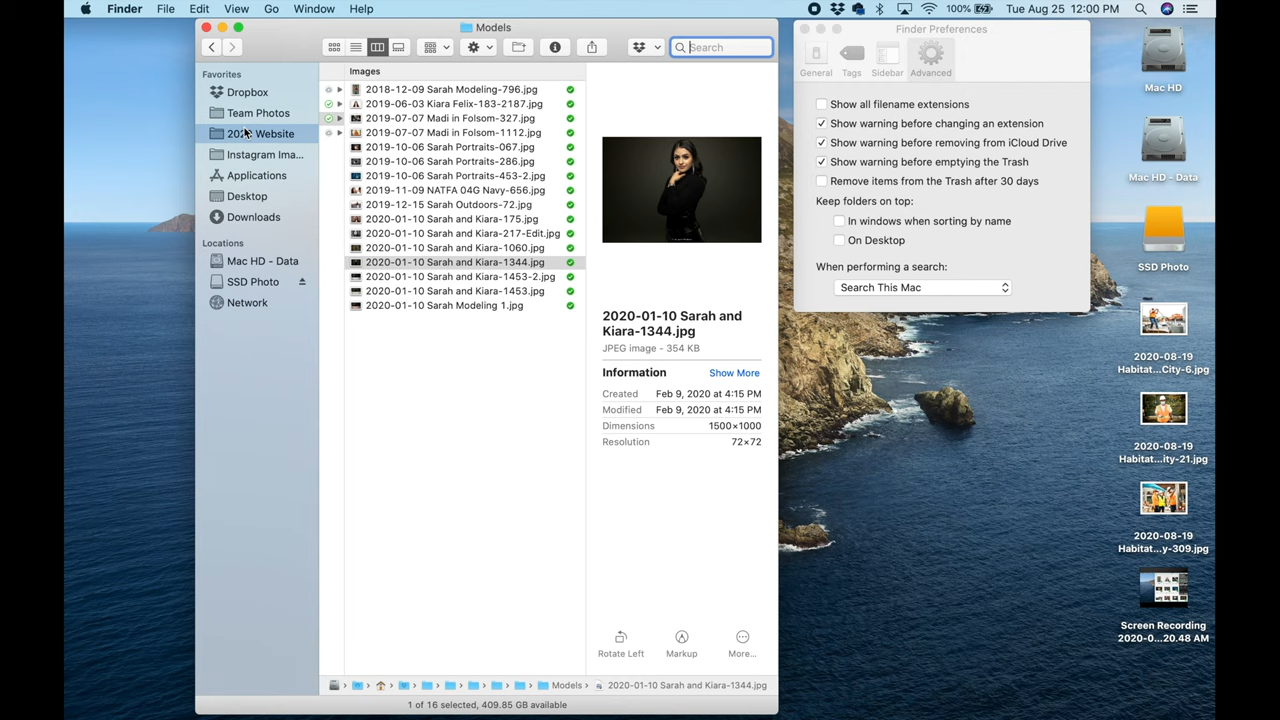 Finder File Edit View Go Window Help 100% Tue Aug 25 12:00 PM
Models
Search
Favorites
Dropbox
Team Photos
Website
Instagram Ima...
Applications
Desktop
Downloads
Locations
Mac HD - Data
SSD Photo
Network
Images
2018-12-09 Sarah Modeling-796.jpg
2019-06-03 Kiara Felix-183-2187.jpg
2019-07-07 Madi in Folsom-327.jpg
2019-07-07 Madi in Folsom-1112.jpg
2019-10-06 Sarah Portraits-067.jpg
2019-10-06 Sarah Portraits-286.jpg
2019-10-06 Sarah Portraits-453-2.jpg
2019-11-09 NATFA 04G Navy-656.jpg
2019-12-15 Sarah Outdoors-72.jpg
2020-01-10 Sarah and Kiara-175.jpg
2020-01-10 Sarah and Kiara-217-Edit.jpg
2020-01-10 Sarah and Kiara-1060.jpg
2020-01-10 Sarah and Kiara-1344.jpg
2020-01-10 Sarah and Kiara-1453-2.jpg
2020-01-10 Sarah and Kiara-1453.jpg
2020-01-10 Sarah Modeling 1.jpg
2020-01-10 Sarah and
Kiara-1344.jpg
JPEG image - 354 KB
Information Show More
Created Feb 9, 2020 at 4:15 PM
Modified Feb 9, 2020 at 4:15 PM
Dimensions 1500×1000
Resolution 72×72
Rotate Left Markup More...
Models 2020-01-10 Sarah and Kiara-1344.jpg
1 of 16 selected, 409.85 GB available
Finder Preferences
General Tags Sidebar Advanced
Show all filename extensions
Show warning before changing an extension
Show warning before removing from iCloud Drive
Show warning before emptying the Trash
Remove items from the Trash after 30 days
Keep folders on top:
In windows when sorting by name
On Desktop
When performing a search:
Search This Mac
Mac HD
Mac HD - Data
SSD Photo
2020-08-19
Habitat...City-6.jpg
2020-08-19
Habitat...ity-21.jpg
2020-08-19
Habitat...y-309.jpg
Screen Recording
2020-0...20.48 AM